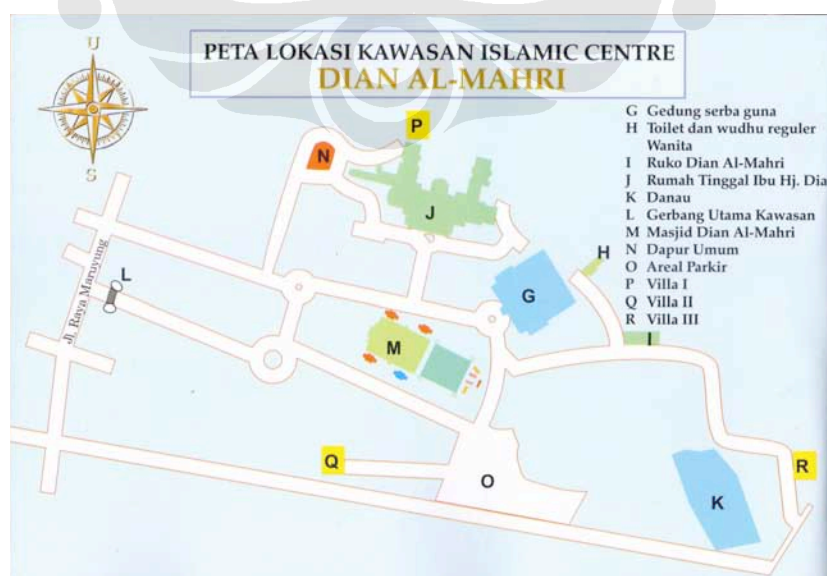 PETA LOKASI KAWASAN ISLAMIC CENTRE
DIAN AL-MAHRI
U
S
G Gedung serba guna
H Toilet dan wudhu reguler
Wanita
I Ruko Dian Al-Mahri
J Rumah Tinggal Ibu Hj. Dia
K Danau
L Gerbang Utama Kawasan
M Masjid Dian Al-Mahri
N Dapur Umum
O Areal Parkir
P Villa I
Q Villa II
R Villa III
P
N
J
H
L
G
Jl. Raya Maruyung
I
M
Q
O
R
K